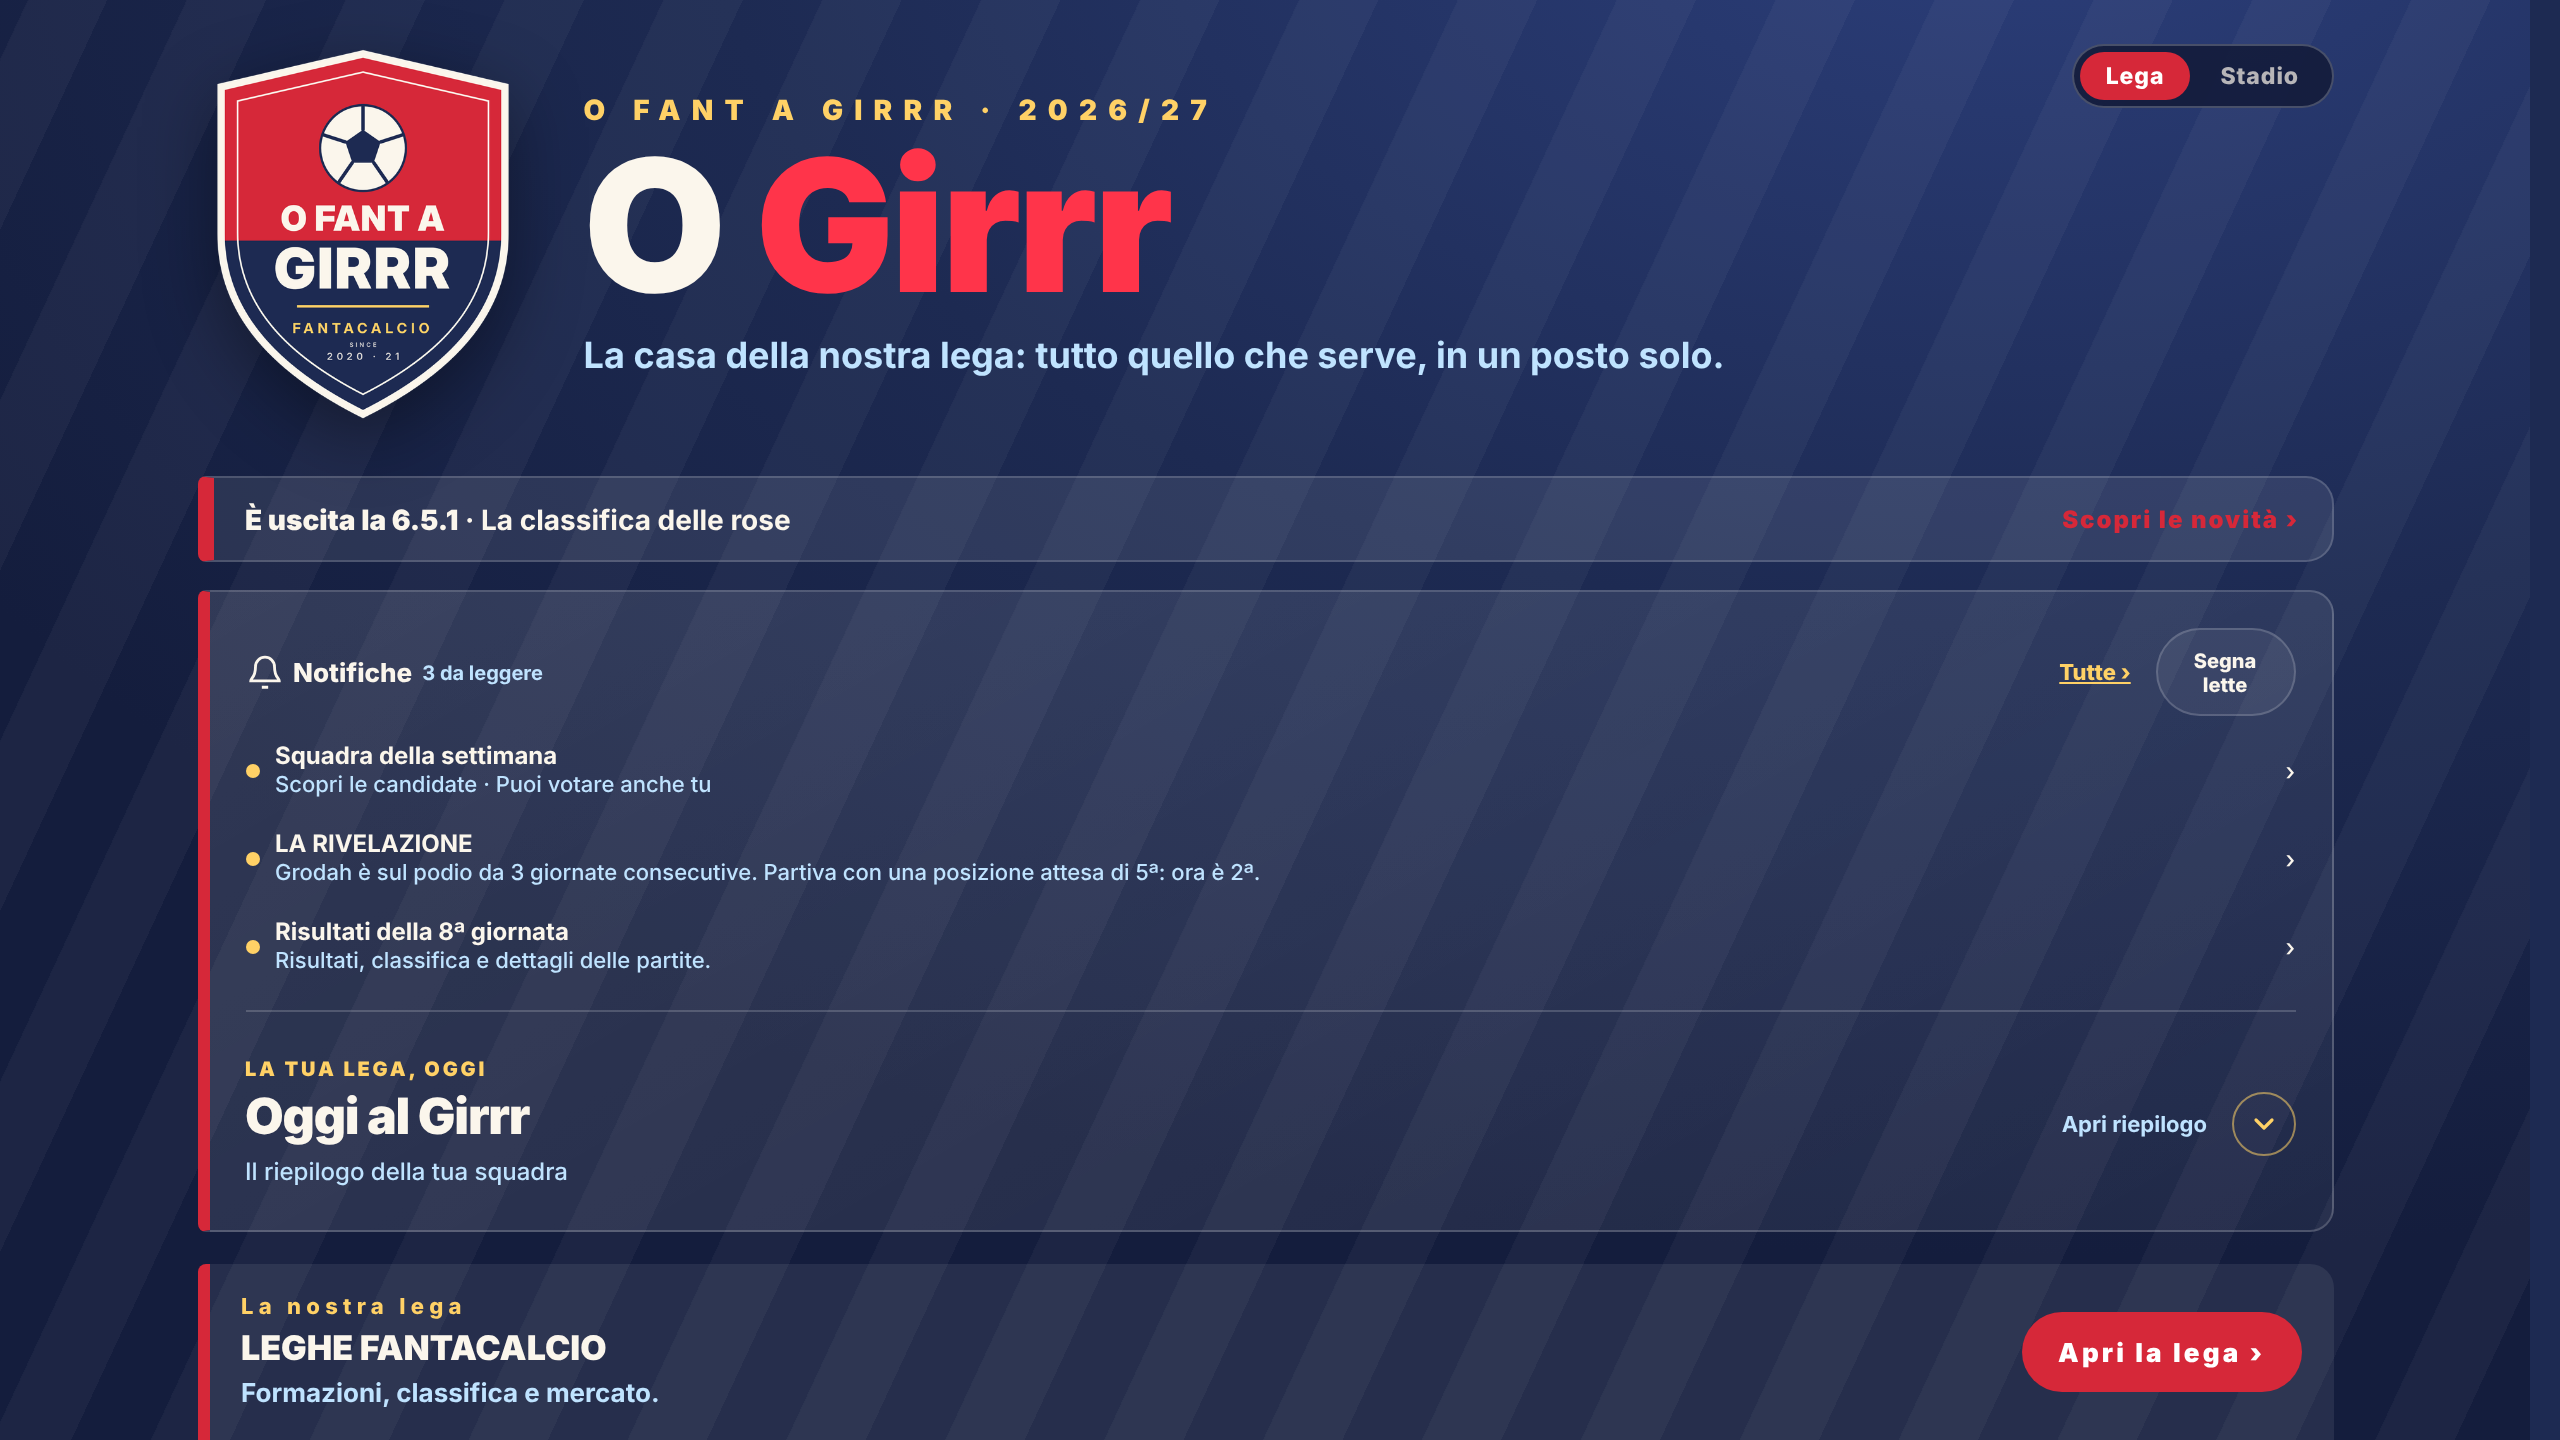 O FANT A
GIRRR
FANTACALCIO
SINCE
2020 · 21
O FANT A GIRRR · 2026/27
O Girrr
La casa della nostra lega: tutto quello che serve, in un posto solo.
Lega Stadio
È uscita la 6.5.1 · La classifica delle rose
Scopri le novità ›
Notifiche 3 da leggere
Tutte ›
Segna
lette
Squadra della settimana
Scopri le candidate · Puoi votare anche tu
›
LA RIVELAZIONE
Grodah è sul podio da 3 giornate consecutive. Partiva con una posizione attesa di 5ª: ora è 2ª.
›
Risultati della 8ª giornata
Risultati, classifica e dettagli delle partite.
›
LA TUA LEGA, OGGI
Oggi al Girrr
Il riepilogo della tua squadra
Apri riepilogo
La nostra lega
LEGHE FANTACALCIO
Formazioni, classifica e mercato.
Apri la lega ›